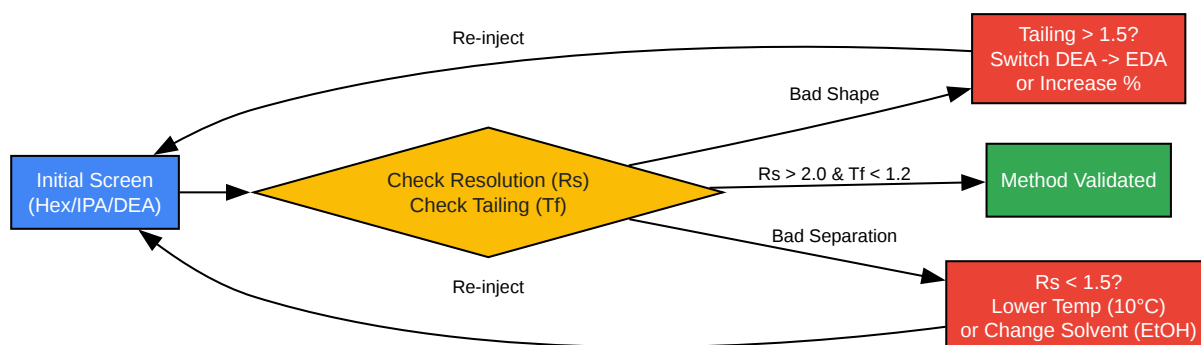 Initial Screen
(Hex/IPA/DEA)
Check Resolution (Rs)
Check Tailing (Tf)
Re-inject
Bad Shape
Tailing > 1.5?
Switch DEA -> EDA
or Increase %
Rs > 2.0 & Tf < 1.2
Method Validated
Bad Separation
Rs < 1.5?
Lower Temp (10°C)
or Change Solvent (EtOH)
Re-inject